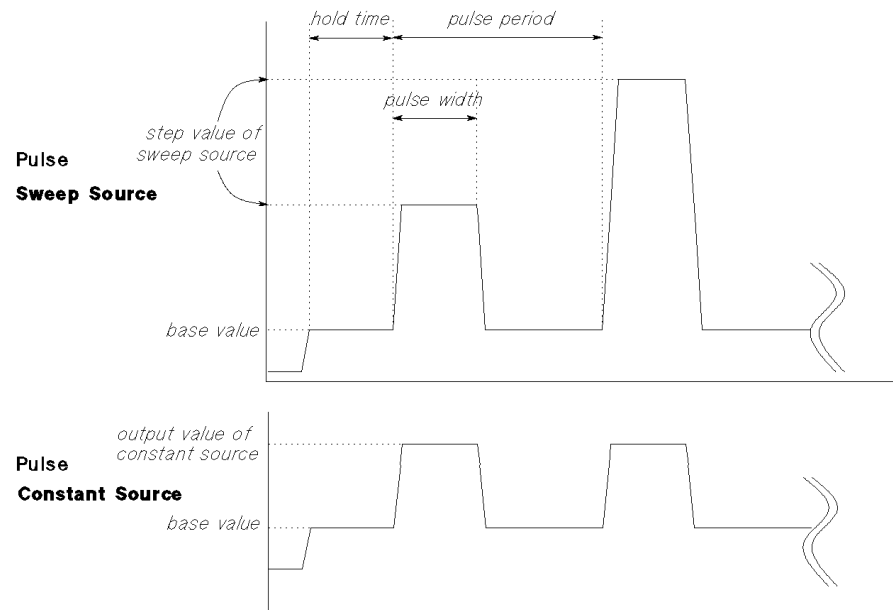 hold time
pulse period
pulse width
step value of
sweep source
Pulse
Sweep Source
base value
output value of
constant source
Pulse
Constant Source
base value